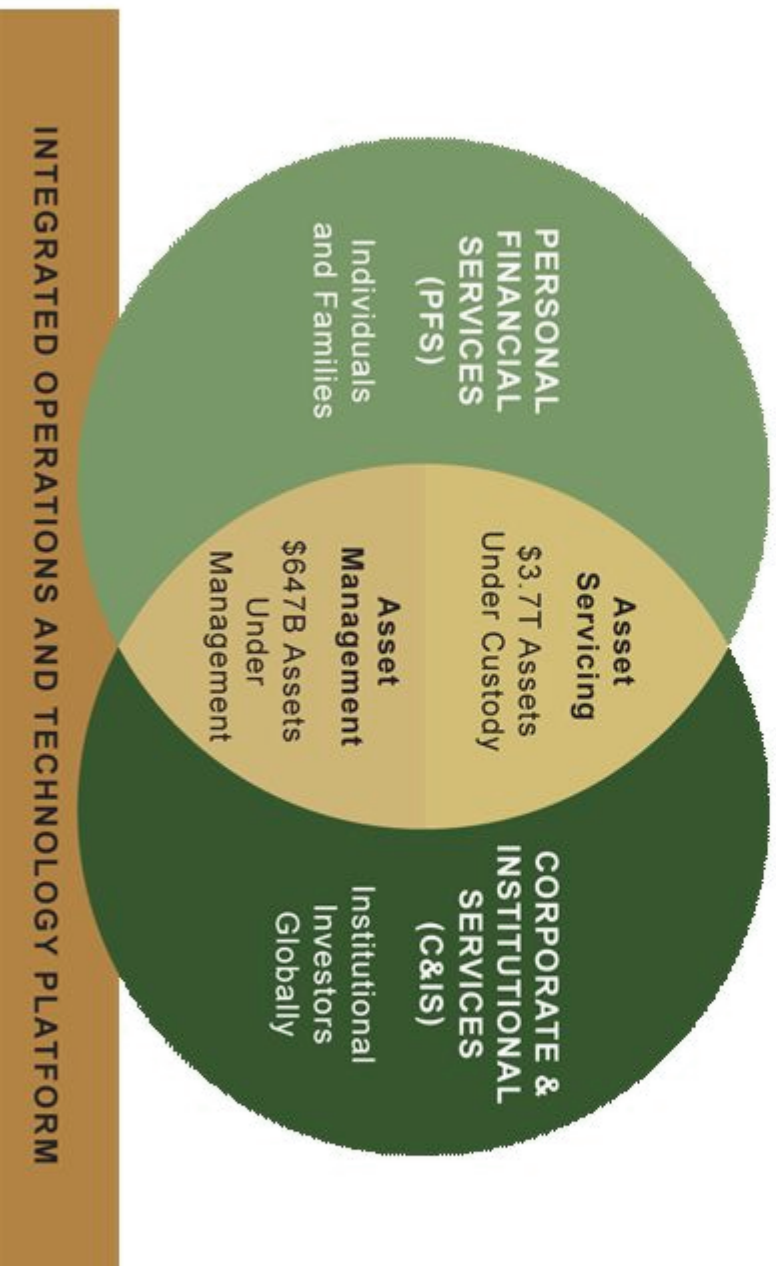 PERSONAL
FINANCIAL
SERVICES
(PFS)
Individuals
and Families
Asset
Servicing
$3.7T Assets
Under Custody
Asset
Management
$647B Assets
Under
Management
CORPORATE &
INSTITUTIONAL
SERVICES
(C&IS)
Institutional
Investors
Globally
INTEGRATED OPERATIONS AND TECHNOLOGY PLATFORM